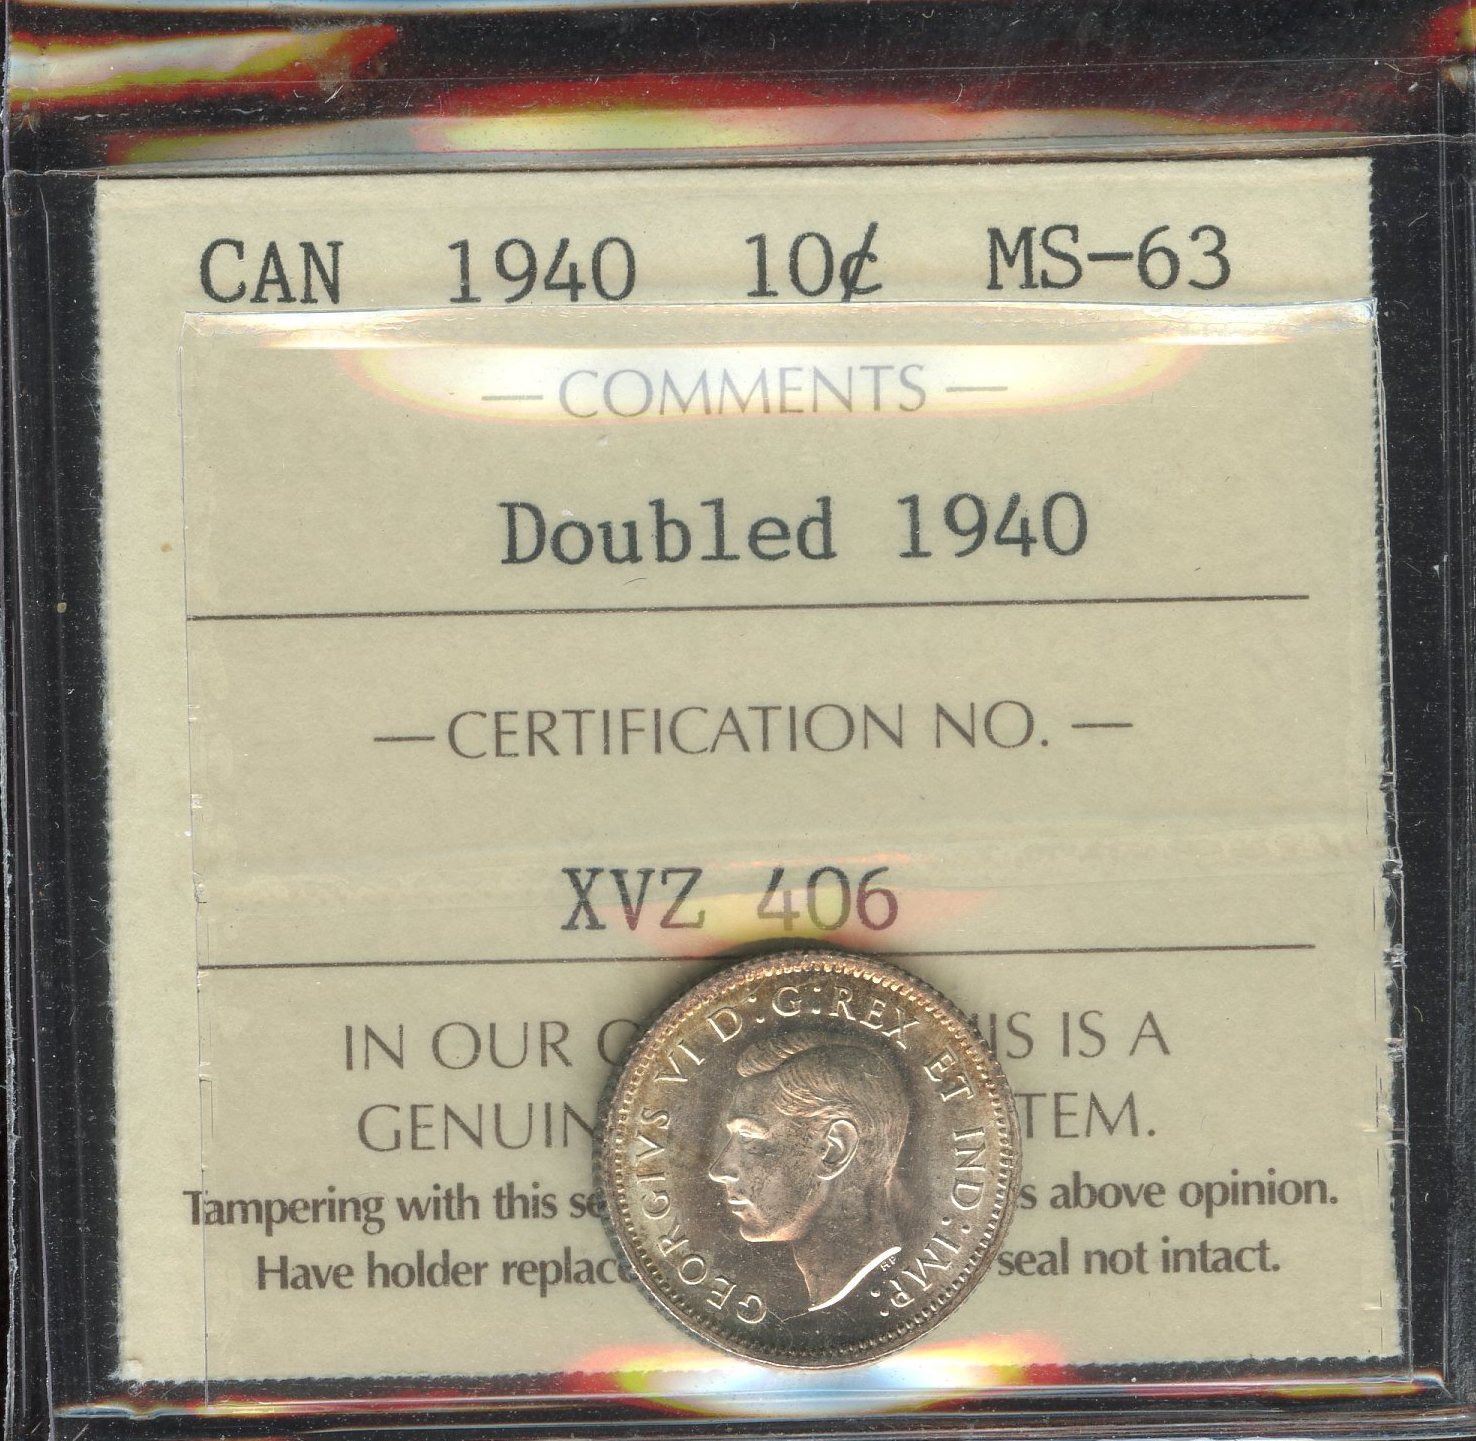 CAN 1940 10¢ MS-63
— COMMENTS —
Doubled 1940
— CERTIFICATION NO. —
XVZ 406
IN OUR IS IS A
GENUIN TEM.
Tampering with this se s above opinion.
Have holder replace seal not intact.
GEORGIVS VI D:G:REX ET IND:IMP:
HP